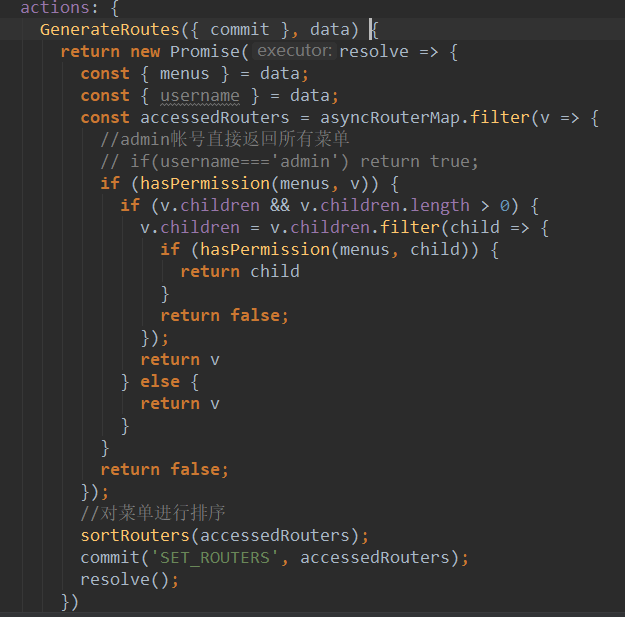 actions: {
  GenerateRoutes({ commit }, data) {
    return new Promise( executor: resolve => {
      const { menus } = data;
      const { username } = data;
      const accessedRouters = asyncRouterMap.filter(v => {
        //admin帐号直接返回所有菜单
        // if(username==='admin') return true;
        if (hasPermission(menus, v)) {
          if (v.children && v.children.length > 0) {
            v.children = v.children.filter(child => {
              if (hasPermission(menus, child)) {
                return child
              }
              return false;
            });
            return v
          } else {
            return v
          }
        }
        return false;
      });
      //对菜单进行排序
      sortRouters(accessedRouters);
      commit('SET_ROUTERS', accessedRouters);
      resolve();
    })